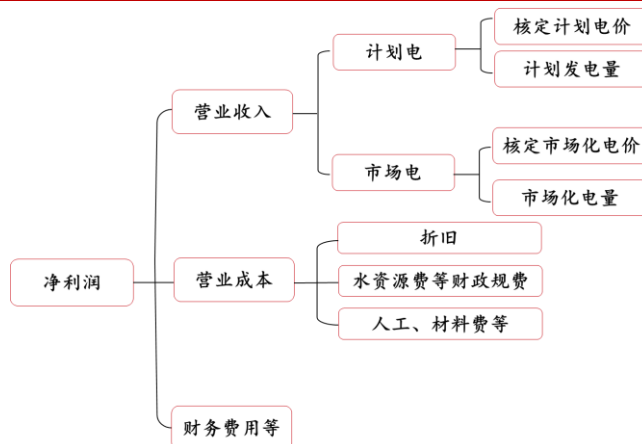 核定计划电价
计划电
计划发电量
营业收入
核定市场化电价
市场电
市场化电量
折旧
净利润
营业成本
水资源费等财政规费
人工、材料费等
财务费用等